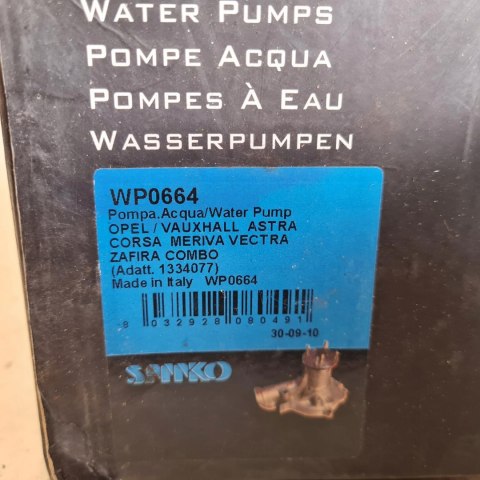 WATER PUMPS
POMPE ACQUA
POMPES À EAU
WASSERPUMPEN
WP0664
Pompa.Acqua/Water Pump
OPEL / VAUXHALL ASTRA
CORSA MERIVA VECTRA
ZAFIRA COMBO
(Adatt. 1334077)
Made in Italy WP0664
8 032928 080491
30-09-10
SAMKO